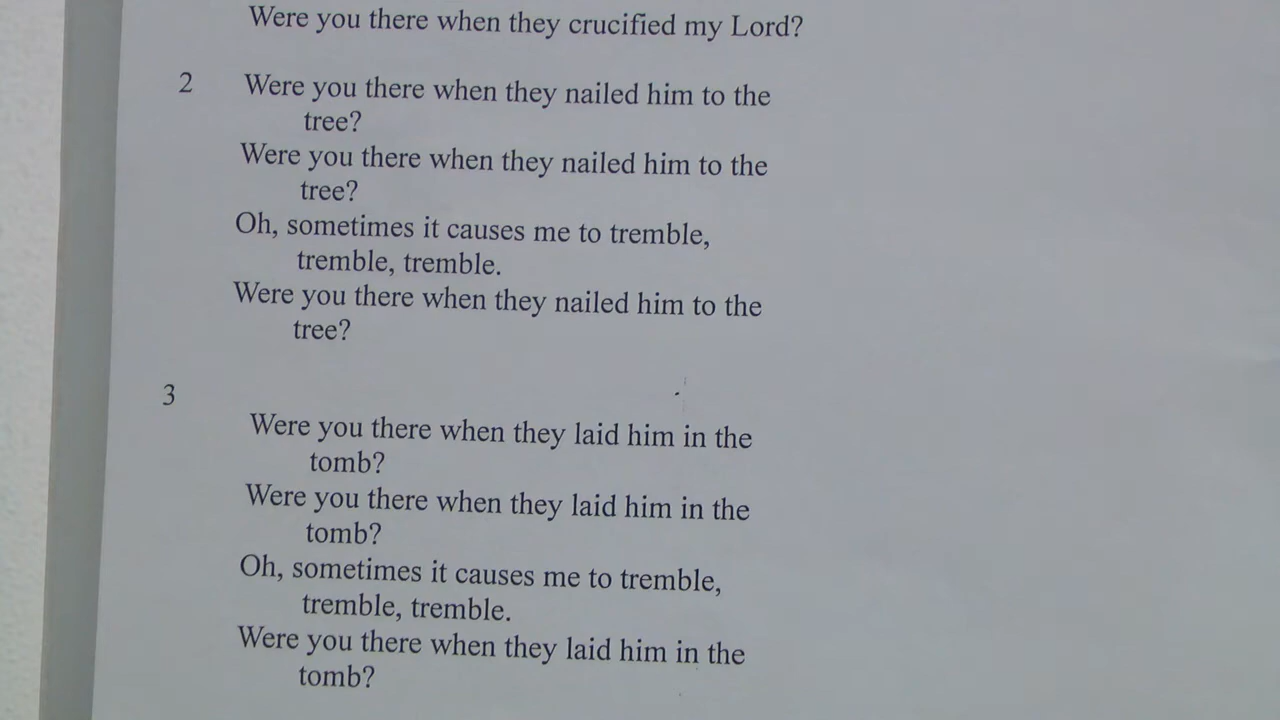 Were you there when they crucified my Lord?
2 Were you there when they nailed him to the
tree?
Were you there when they nailed him to the
tree?
Oh, sometimes it causes me to tremble,
tremble, tremble.
Were you there when they nailed him to the
tree?
3
Were you there when they laid him in the
tomb?
Were you there when they laid him in the
tomb?
Oh, sometimes it causes me to tremble,
tremble, tremble.
Were you there when they laid him in the
tomb?